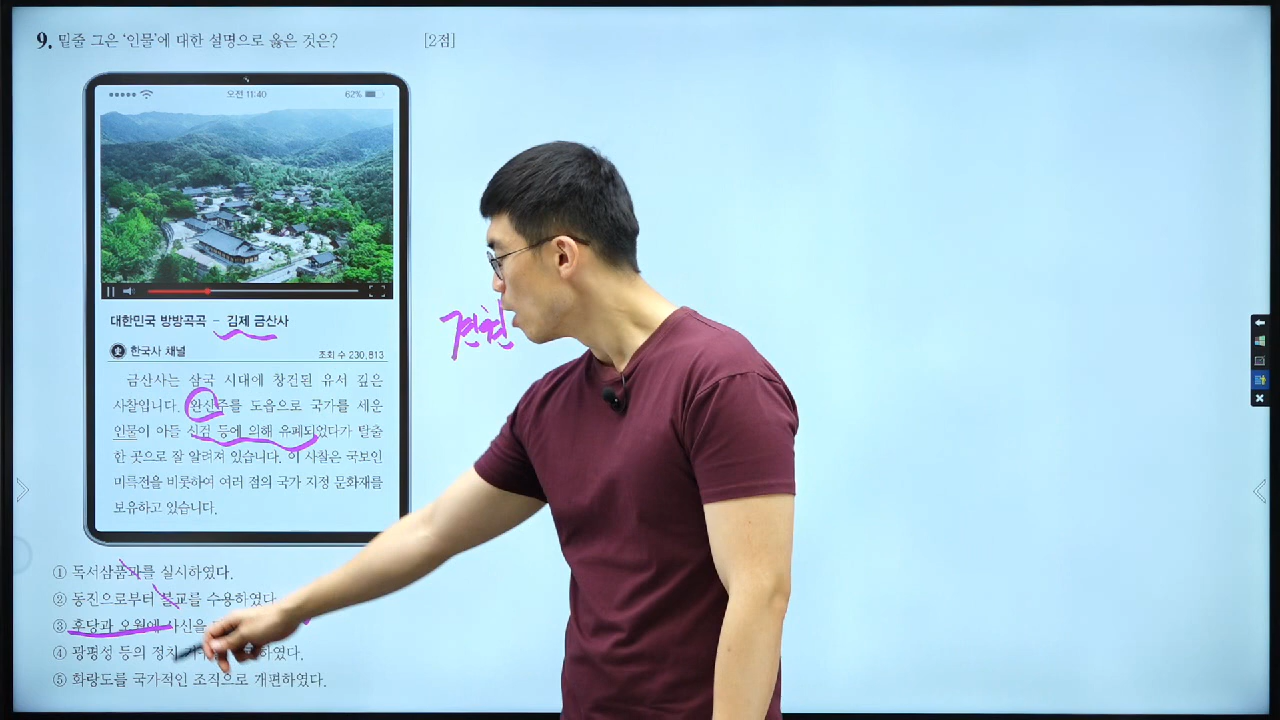 9. 밑줄 그은 '인물'에 대한 설명으로 옳은 것은? [2점]
오전 11:40 62%
대한민국 방방곡곡 - 김제 금산사
한국사 채널 조회 수 230,813
금산사는 삼국 시대에 창건된 유서 깊은
사찰입니다. 완산주를 도읍으로 국가를 세운
인물이 아들 신검 등에 의해 유폐되었다가 탈출
한 곳으로 잘 알려져 있습니다. 이 사찰은 국보인
미륵전을 비롯하여 여러 점의 국가 지정 문화재를
보유하고 있습니다.
견훤
① 독서삼품과를 실시하였다.
② 동진으로부터 불교를 수용하였다.
③ 후당과 오월에 사신을
④ 광평성 등의 정치
⑤ 화랑도를 국가적인 조직으로 개편하였다.